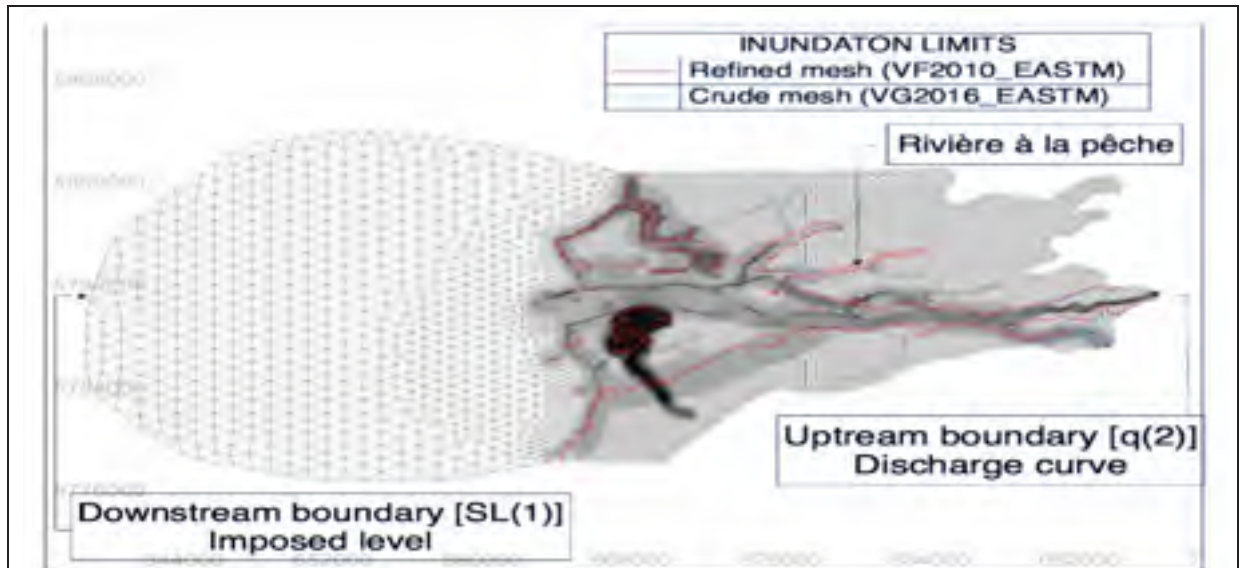 INUNDATON LIMITS
Refined mesh (VF2010_EASTM)
Crude mesh (VG2016_EASTM)
Rivière à la pêche
Uptream boundary [q(2)]
Discharge curve
Downstream boundary [SL(1)]
Imposed level